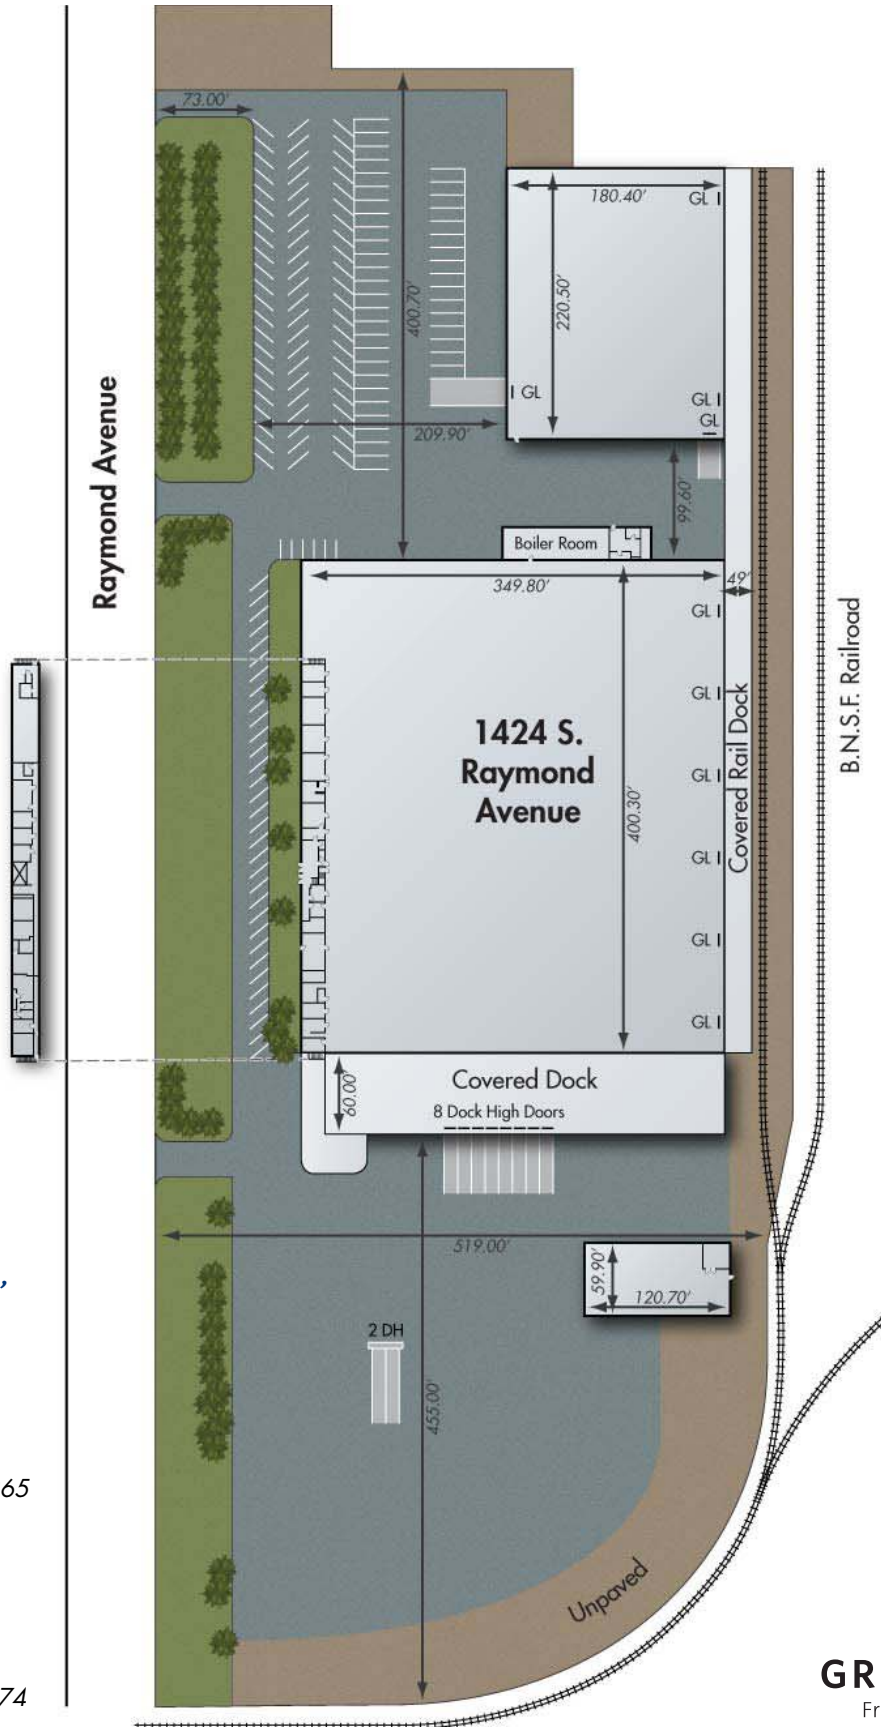 73.00'
180.40'
GL
220.50'
400.70'
GL
GL
GL
209.90'
99.60'
Raymond Avenue
Boiler Room
349.80'
49'
GL
B.N.S.F. Railroad
GL
Covered Rail Dock
1424 S.
Raymond
Avenue
GL
400.30'
GL
GL
GL
Covered Dock
60.00'
8 Dock High Doors
519.00'
59.90'
120.70'
,
2 DH
455.00'
65
Unpaved
GR
Fr
74